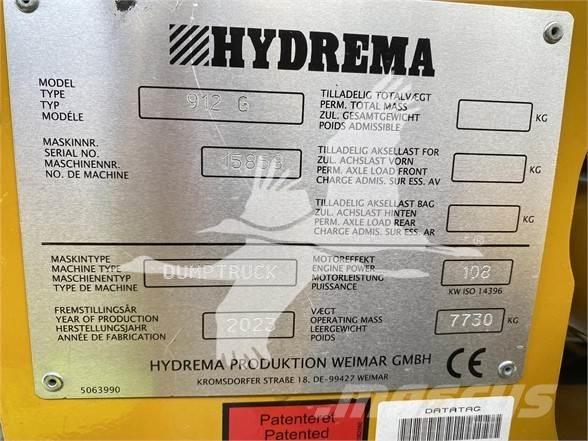 HYDREMA
MODEL
TYPE
TYP
MODÉLE
912 G
MASKINNR.
SERIAL NO.
MASCHINENNR.
NO. DE MACHINE
TILLADELIG TOTALVÆGT
PERM. TOTAL MASS
ZUL. GESAMTGEWICHT
POIDS ADMISSIBLE
KG
TILLADELIG AKSELLAST FOR
ZUL. ACHSLAST VORN
PERM. AXLE LOAD FRONT
CHARGE ADMIS. SUR ESS. AV
KG
TILLADELIG AKSELLAST BAG
ZUL. ACHSLAST HINTEN
PERM. AXLE LOAD REAR
CHARGE ADMIS. SUR ESS. AR
KG
MASKINTYPE
MACHINE TYPE
MASCHIENENTYP
TYPE DE MACHINE
DUMPTRUCK
MOTOREFFEKT
ENGINE POWER
MOTORLEISTUNG
PUISSANCE
108
KW ISO 14396
FREMSTILLINGSÅR
YEAR OF PRODUCTION
HERSTELLUNGSJAHR
ANNÉE DE FABRICATION
2023
VÆGT
OPERATING MASS
LEERGEWICHT
POIDS
7730 KG
HYDREMA PRODUKTION WEIMAR GMBH
KROMSDORFER STRAßE 18, DE-99427 WEIMAR
CE
5063990
Patenteret
Patented
DATATAG
MASCUS